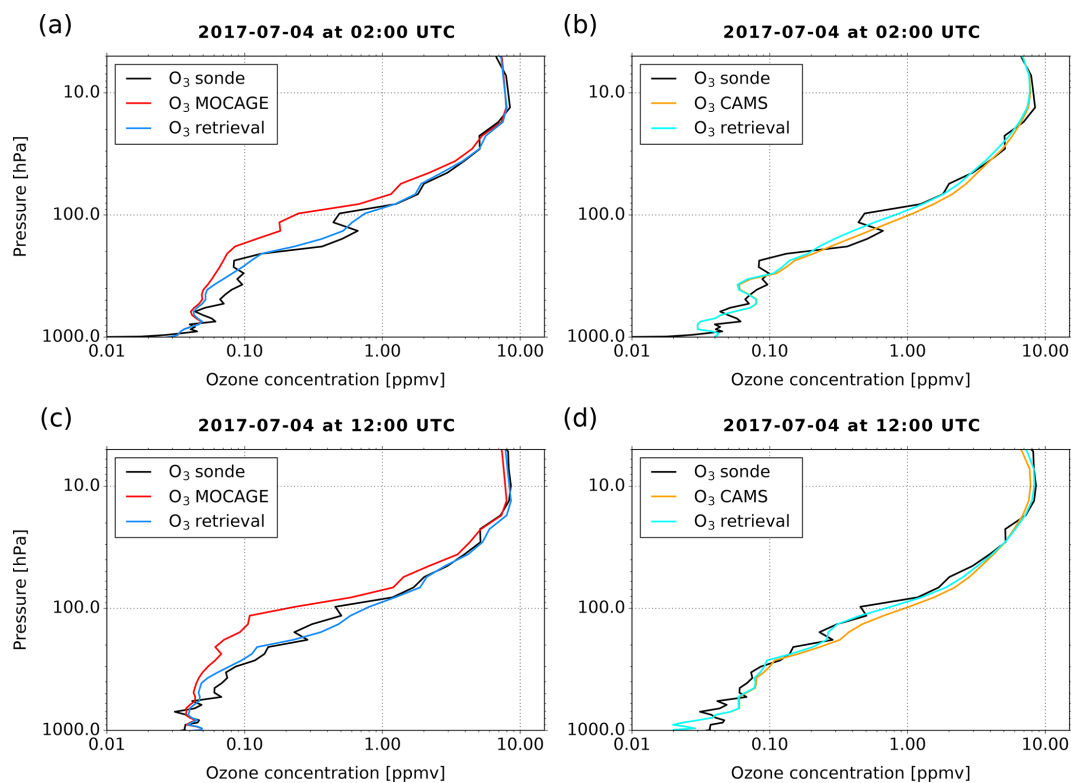 (a)
2017-07-04 at 02:00 UTC
O3 sonde
O3 MOCAGE
O3 retrieval
Pressure [hPa]
10.0
100.0
1000.0
0.01 0.10 1.00 10.00
Ozone concentration [ppmv]
(b)
2017-07-04 at 02:00 UTC
O3 sonde
O3 CAMS
O3 retrieval
10.0
100.0
1000.0
0.01 0.10 1.00 10.00
Ozone concentration [ppmv]
(c)
2017-07-04 at 12:00 UTC
O3 sonde
O3 MOCAGE
O3 retrieval
Pressure [hPa]
10.0
100.0
1000.0
0.01 0.10 1.00 10.00
Ozone concentration [ppmv]
(d)
2017-07-04 at 12:00 UTC
O3 sonde
O3 CAMS
O3 retrieval
10.0
100.0
1000.0
0.01 0.10 1.00 10.00
Ozone concentration [ppmv]